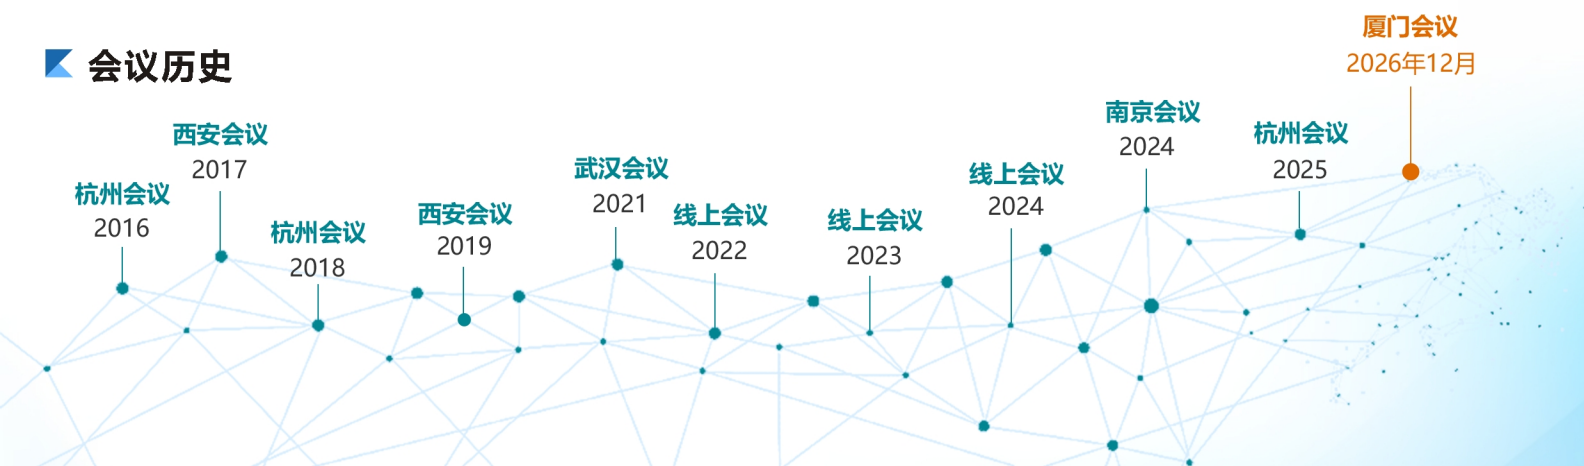 会议历史
杭州会议
2016
西安会议
2017
杭州会议
2018
西安会议
2019
武汉会议
2021
线上会议
2022
线上会议
2023
线上会议
2024
南京会议
2024
杭州会议
2025
厦门会议
2026年12月